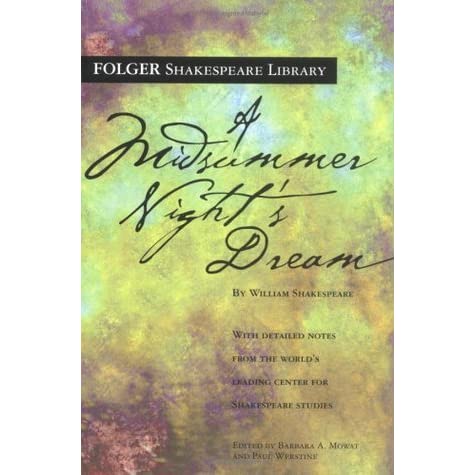 FOLGER SHAKESPEARE LIBRARY
A
Midsummer
Night's
Dream
BY WILLIAM SHAKESPEARE
WITH DETAILED NOTES
FROM THE WORLD'S
LEADING CENTER FOR
SHAKESPEARE STUDIES
EDITED BY BARBARA A. MOWAT
AND PAUL WERSTINE